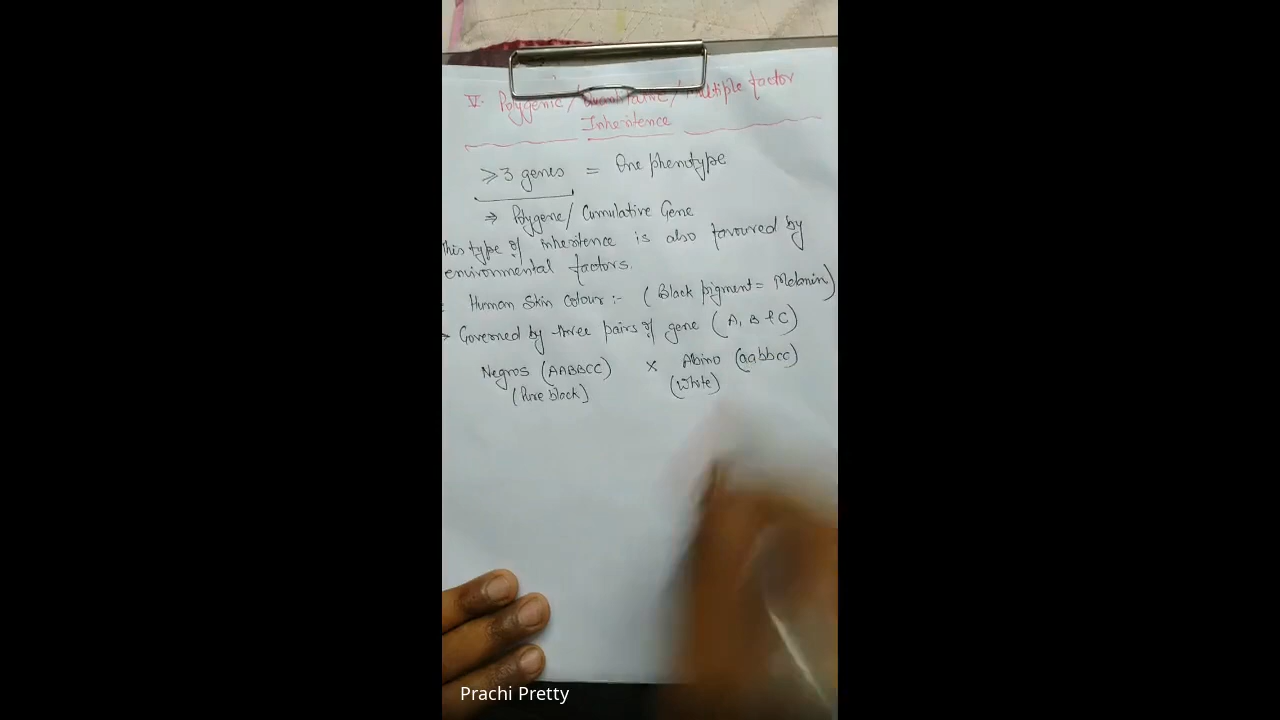 V. Polygenic/Quantitative/Multiple factor
Inheritence
≥3 genes = One phenotype
⇒ Polygene/Cumulative Gene
This type of inheritence is also favoured by
environmental factors.
Human Skin Colour :- (Black pigment = Melanin)
→ Governed by three pairs of gene (A, B & C)
Negros (AABBCC) × Abino (aabbcc)
(Pure black) (White)
Prachi Pretty